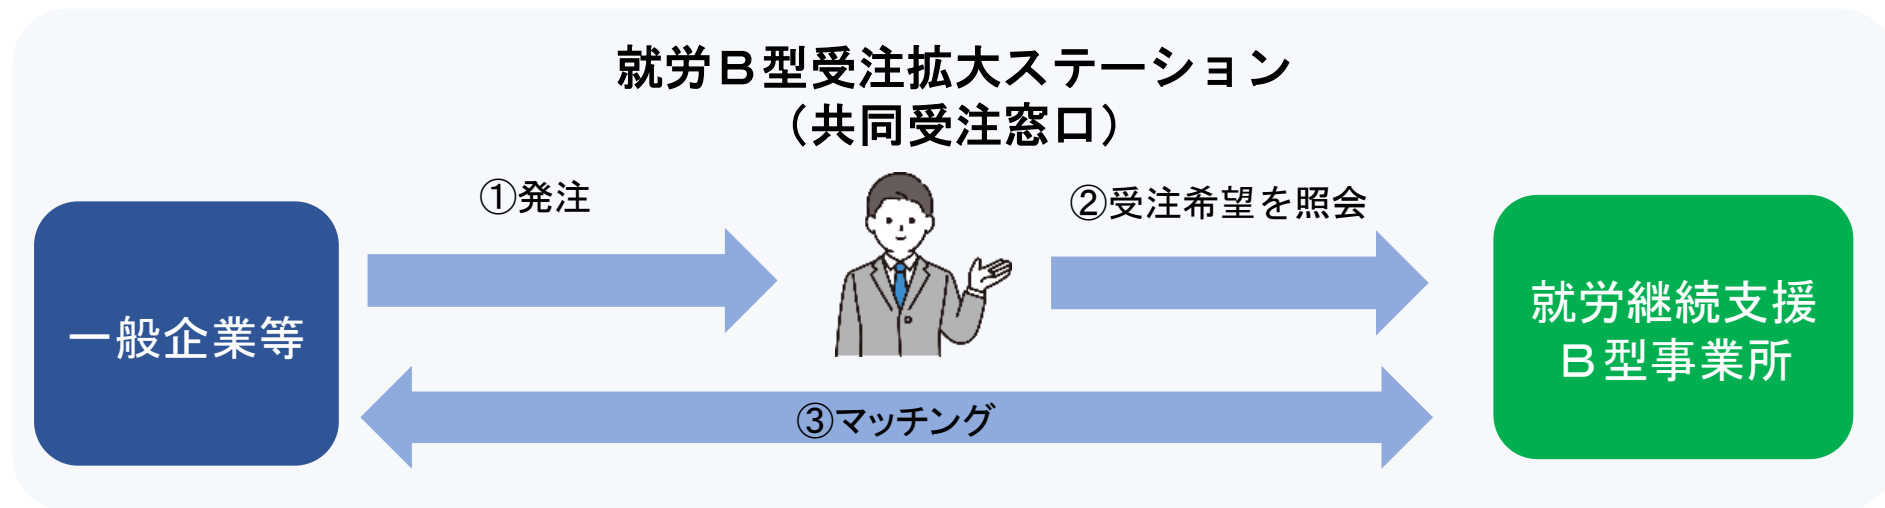 就労Ｂ型受注拡大ステーション
（共同受注窓口）
①発注
②受注希望を照会
一般企業等
就労継続支援
Ｂ型事業所
③マッチング